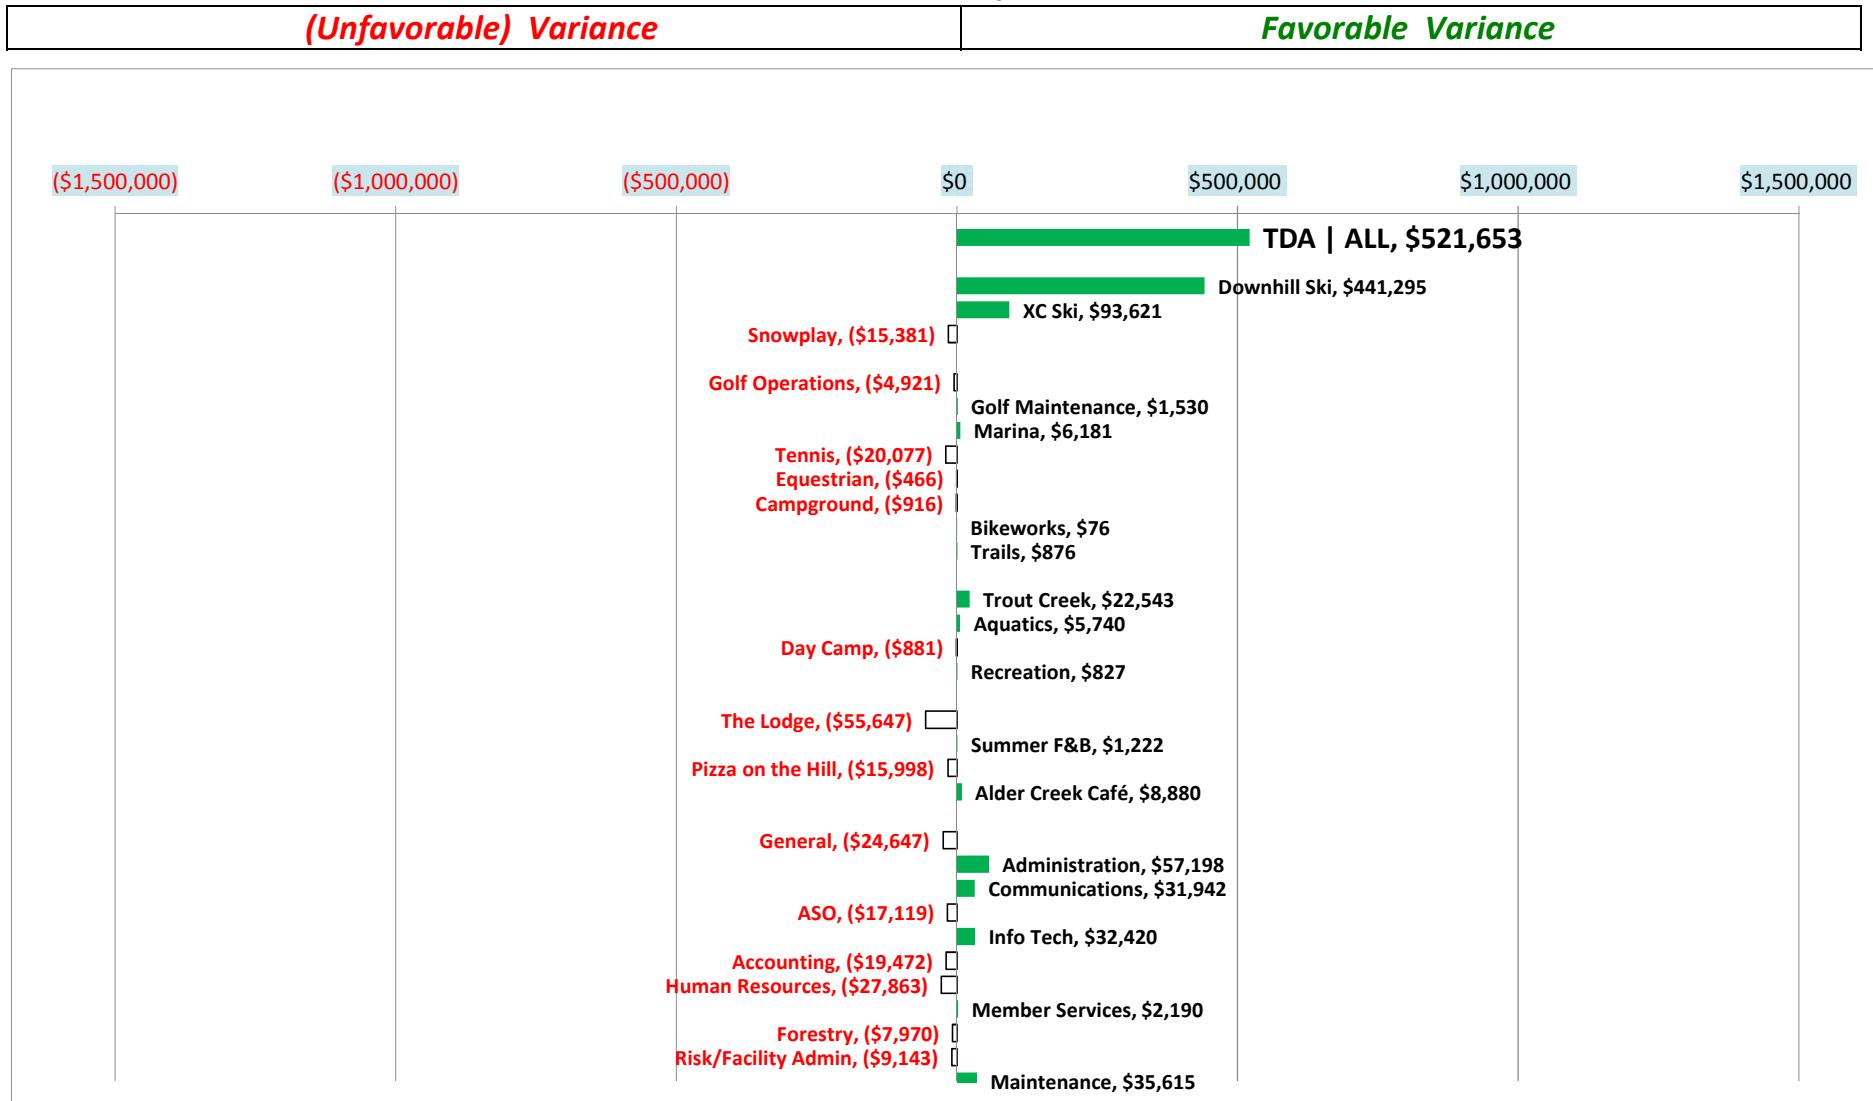 (Unfavorable) Variance
Favorable Variance
($1,500,000) ($1,000,000) ($500,000) $0 $500,000 $1,000,000 $1,500,000
TDA | ALL, $521,653
Downhill Ski, $441,295
XC Ski, $93,621
Snowplay, ($15,381)
Golf Operations, ($4,921)
Golf Maintenance, $1,530
Marina, $6,181
Tennis, ($20,077)
Equestrian, ($466)
Campground, ($916)
Bikeworks, $76
Trails, $876
Trout Creek, $22,543
Aquatics, $5,740
Day Camp, ($881)
Recreation, $827
The Lodge, ($55,647)
Summer F&B, $1,222
Pizza on the Hill, ($15,998)
Alder Creek Café, $8,880
General, ($24,647)
Administration, $57,198
Communications, $31,942
ASO, ($17,119)
Info Tech, $32,420
Accounting, ($19,472)
Human Resources, ($27,863)
Member Services, $2,190
Forestry, ($7,970)
Risk/Facility Admin, ($9,143)
Maintenance, $35,615